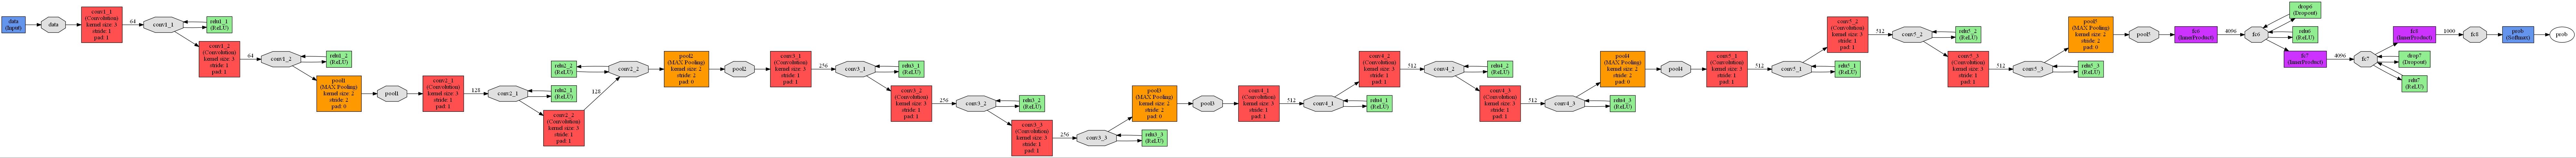 data
(Input)
data
conv1_1
(Convolution)
kernel size: 3
stride: 1
pad: 1
64
conv1_1
relu1_1
(ReLU)
conv1_2
(Convolution)
kernel size: 3
stride: 1
pad: 1
64
conv1_2
relu1_2
(ReLU)
pool1
(MAX Pooling)
kernel size: 2
stride: 2
pad: 0
pool1
conv2_1
(Convolution)
kernel size: 3
stride: 1
pad: 1
128
conv2_1
relu2_1
(ReLU)
conv2_2
(Convolution)
kernel size: 3
stride: 1
pad: 1
128
conv2_2
relu2_2
(ReLU)
pool2
(MAX Pooling)
kernel size: 2
stride: 2
pad: 0
pool2
conv3_1
(Convolution)
kernel size: 3
stride: 1
pad: 1
256
conv3_1
relu3_1
(ReLU)
conv3_2
(Convolution)
kernel size: 3
stride: 1
pad: 1
256
conv3_2
relu3_2
(ReLU)
conv3_3
(Convolution)
kernel size: 3
stride: 1
pad: 1
256
conv3_3
relu3_3
(ReLU)
pool3
(MAX Pooling)
kernel size: 2
stride: 2
pad: 0
pool3
conv4_1
(Convolution)
kernel size: 3
stride: 1
pad: 1
512
conv4_1
relu4_1
(ReLU)
conv4_2
(Convolution)
kernel size: 3
stride: 1
pad: 1
512
conv4_2
relu4_2
(ReLU)
conv4_3
(Convolution)
kernel size: 3
stride: 1
pad: 1
512
conv4_3
relu4_3
(ReLU)
pool4
(MAX Pooling)
kernel size: 2
stride: 2
pad: 0
pool4
conv5_1
(Convolution)
kernel size: 3
stride: 1
pad: 1
512
conv5_1
relu5_1
(ReLU)
conv5_2
(Convolution)
kernel size: 3
stride: 1
pad: 1
512
conv5_2
relu5_2
(ReLU)
conv5_3
(Convolution)
kernel size: 3
stride: 1
pad: 1
512
conv5_3
relu5_3
(ReLU)
pool5
(MAX Pooling)
kernel size: 2
stride: 2
pad: 0
pool5
fc6
(InnerProduct)
4096
fc6
drop6
(Dropout)
relu6
(ReLU)
fc7
(InnerProduct)
4096
fc7
drop7
(Dropout)
relu7
(ReLU)
fc8
(InnerProduct)
1000
fc8
prob
(Softmax)
prob